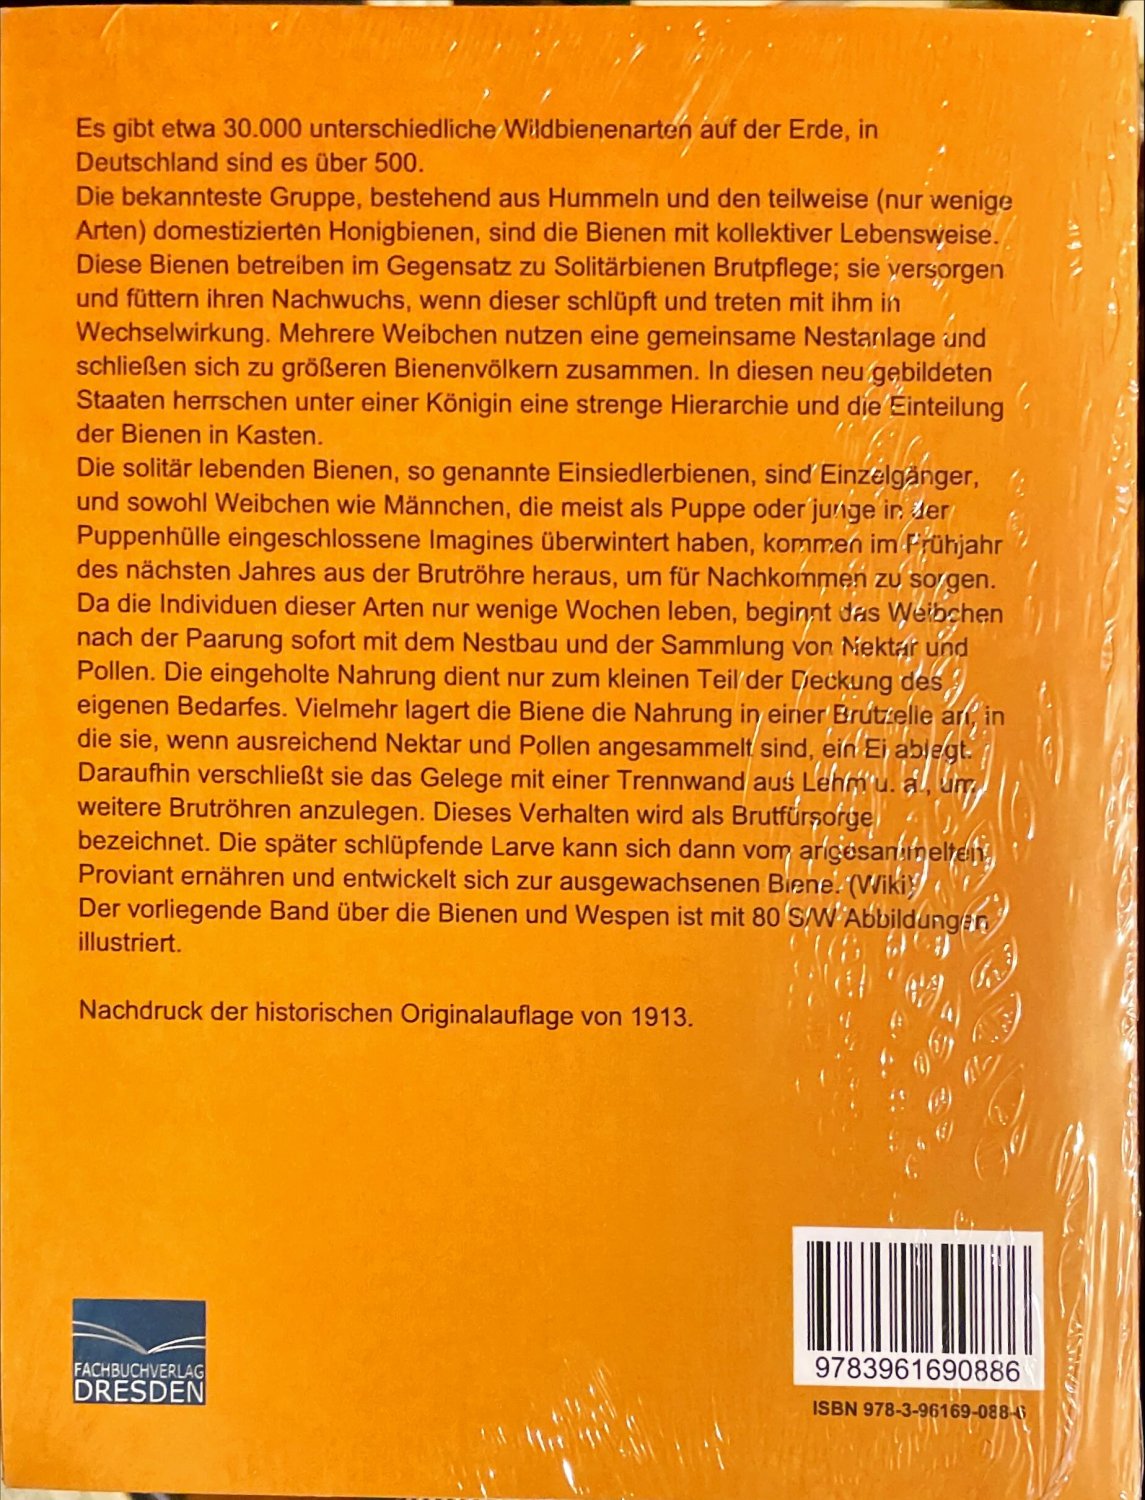 Es gibt etwa 30.000 unterschiedliche Wildbienenarten auf der Erde, in
Deutschland sind es über 500.
Die bekannteste Gruppe, bestehend aus Hummeln und den teilweise (nur wenige
Arten) domestizierten Honigbienen, sind die Bienen mit kollektiver Lebensweise.
Diese Bienen betreiben im Gegensatz zu Solitärbienen Brutpflege; sie versorgen
und füttern ihren Nachwuchs, wenn dieser schlüpft und treten mit ihm in
Wechselwirkung. Mehrere Weibchen nutzen eine gemeinsame Nestanlage und
schließen sich zu größeren Bienenvölkern zusammen. In diesen neu gebildeten
Staaten herrschen unter einer Königin eine strenge Hierarchie und die Einteilung
der Bienen in Kasten.
Die solitär lebenden Bienen, so genannte Einsiedlerbienen, sind Einzelgänger,
und sowohl Weibchen wie Männchen, die meist als Puppe oder junge in der
Puppenhülle eingeschlossene Imagines überwintert haben, kommen im Frühjahr
des nächsten Jahres aus der Brutröhre heraus, um für Nachkommen zu sorgen.
Da die Individuen dieser Arten nur wenige Wochen leben, beginnt das Weibchen
nach der Paarung sofort mit dem Nestbau und der Sammlung von Nektar und
Pollen. Die eingeholte Nahrung dient nur zum kleinen Teil der Deckung des
eigenen Bedarfes. Vielmehr lagert die Biene die Nahrung in einer Brutzelle an, in
die sie, wenn ausreichend Nektar und Pollen angesammelt sind, ein Ei ablegt.
Daraufhin verschließt sie das Gelege mit einer Trennwand aus Lehm u. a., um
weitere Brutröhren anzulegen. Dieses Verhalten wird als Brutfürsorge
bezeichnet. Die später schlüpfende Larve kann sich dann vom angesammelten
Proviant ernähren und entwickelt sich zur ausgewachsenen Biene. (Wiki)
Der vorliegende Band über die Bienen und Wespen ist mit 80 S/W Abbildungen
illustriert.
Nachdruck der historischen Originalauflage von 1913.
FACHBUCHVERLAG
DRESDEN
9783961690886
ISBN 978-3-96169-088-6